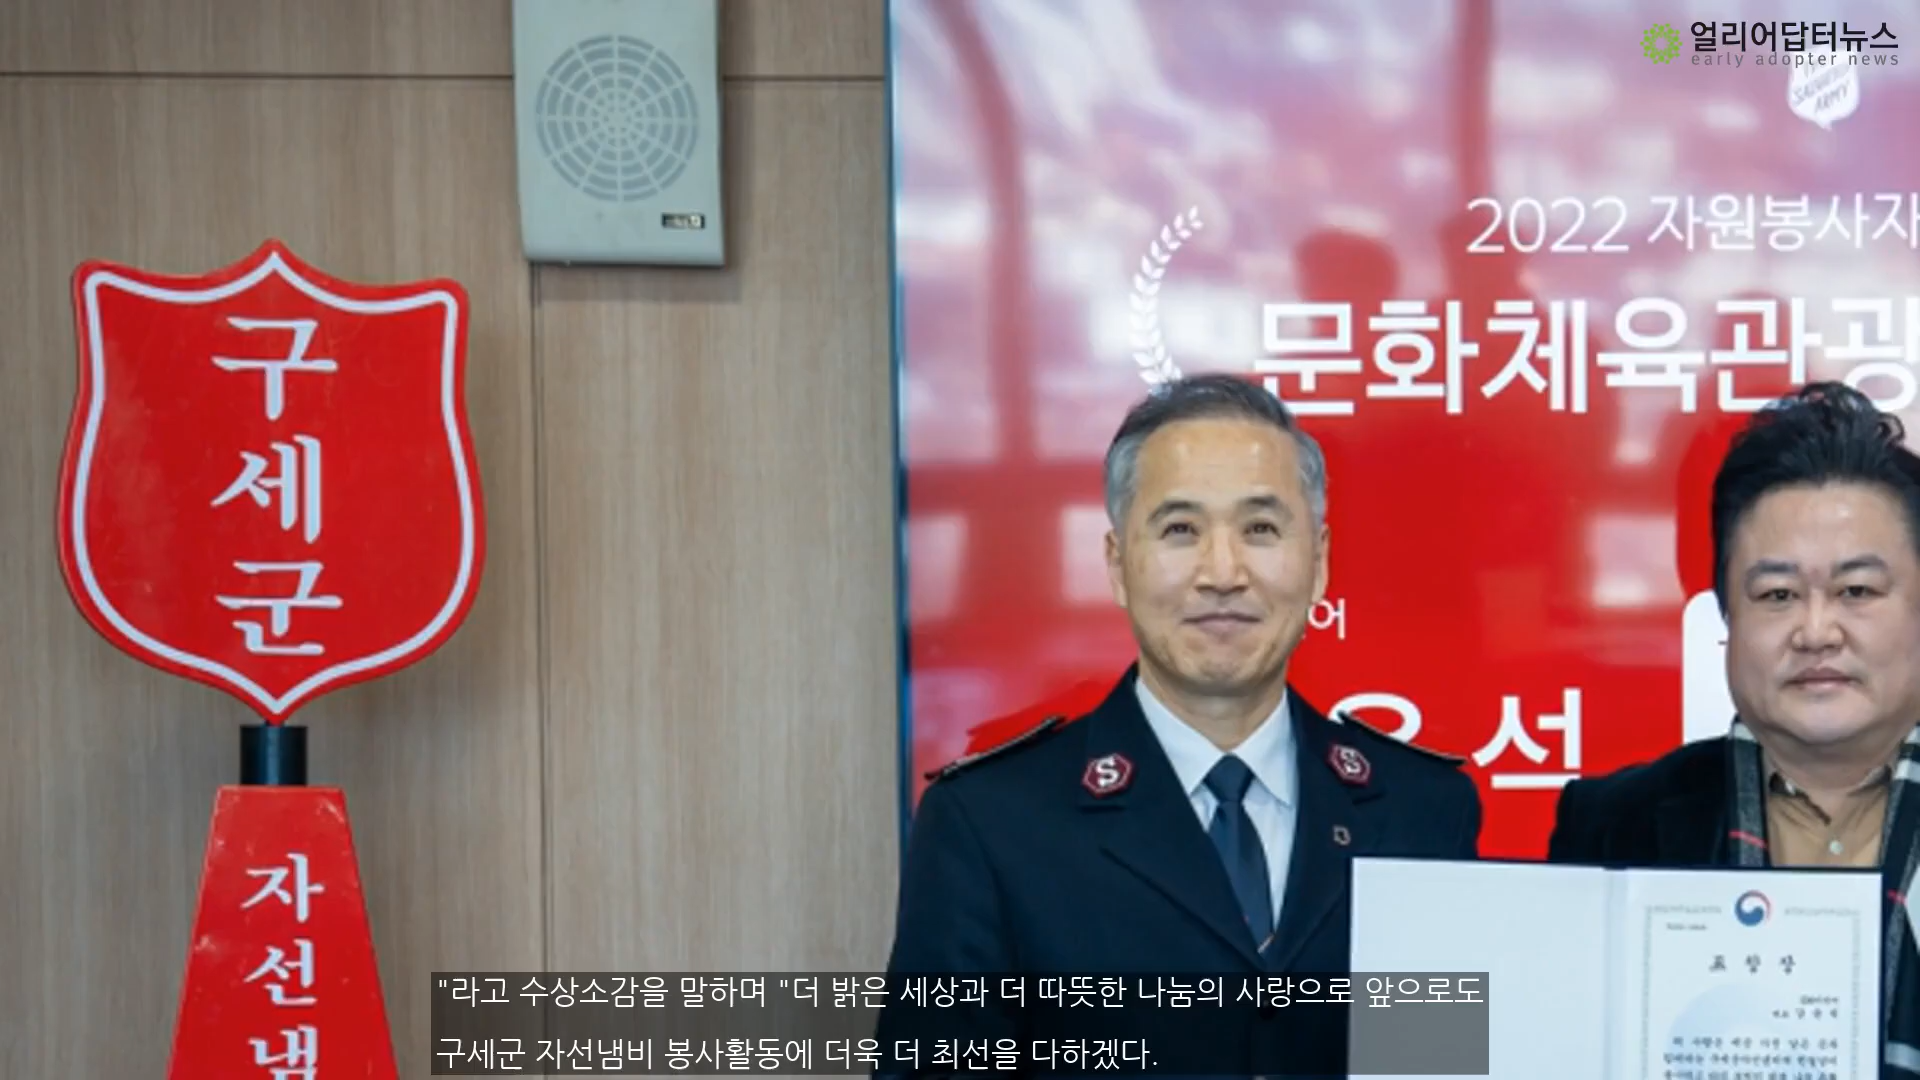 얼리어답터뉴스
early adopter news
SALVATION
ARMY
2022 자원봉사자
문화체육관광
구
세
군
어
석
자
선
냄
표 창 장
"라고 수상소감을 말하며 "더 밝은 세상과 더 따뜻한 나눔의 사랑으로 앞으로도
구세군 자선냄비 봉사활동에 더욱 더 최선을 다하겠다.